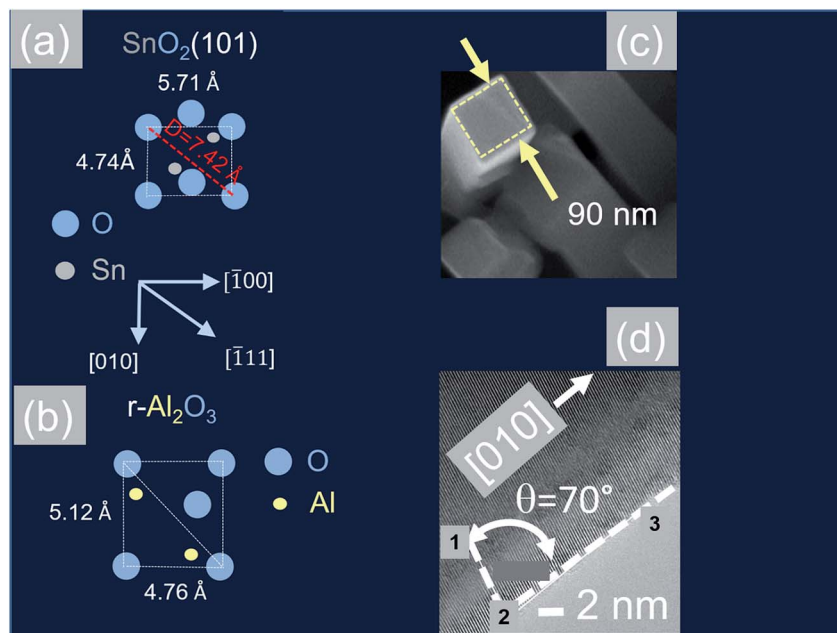 (a)
SnO₂(101)
5.71 Å
4.74Å
D=7.42 Å
O
Sn
[1̅00]
[010]
[1̅11]
(b)
r-Al₂O₃
O
Al
5.12 Å
4.76 Å
(c)
90 nm
(d)
[010]
θ=70°
1
3
2
2 nm